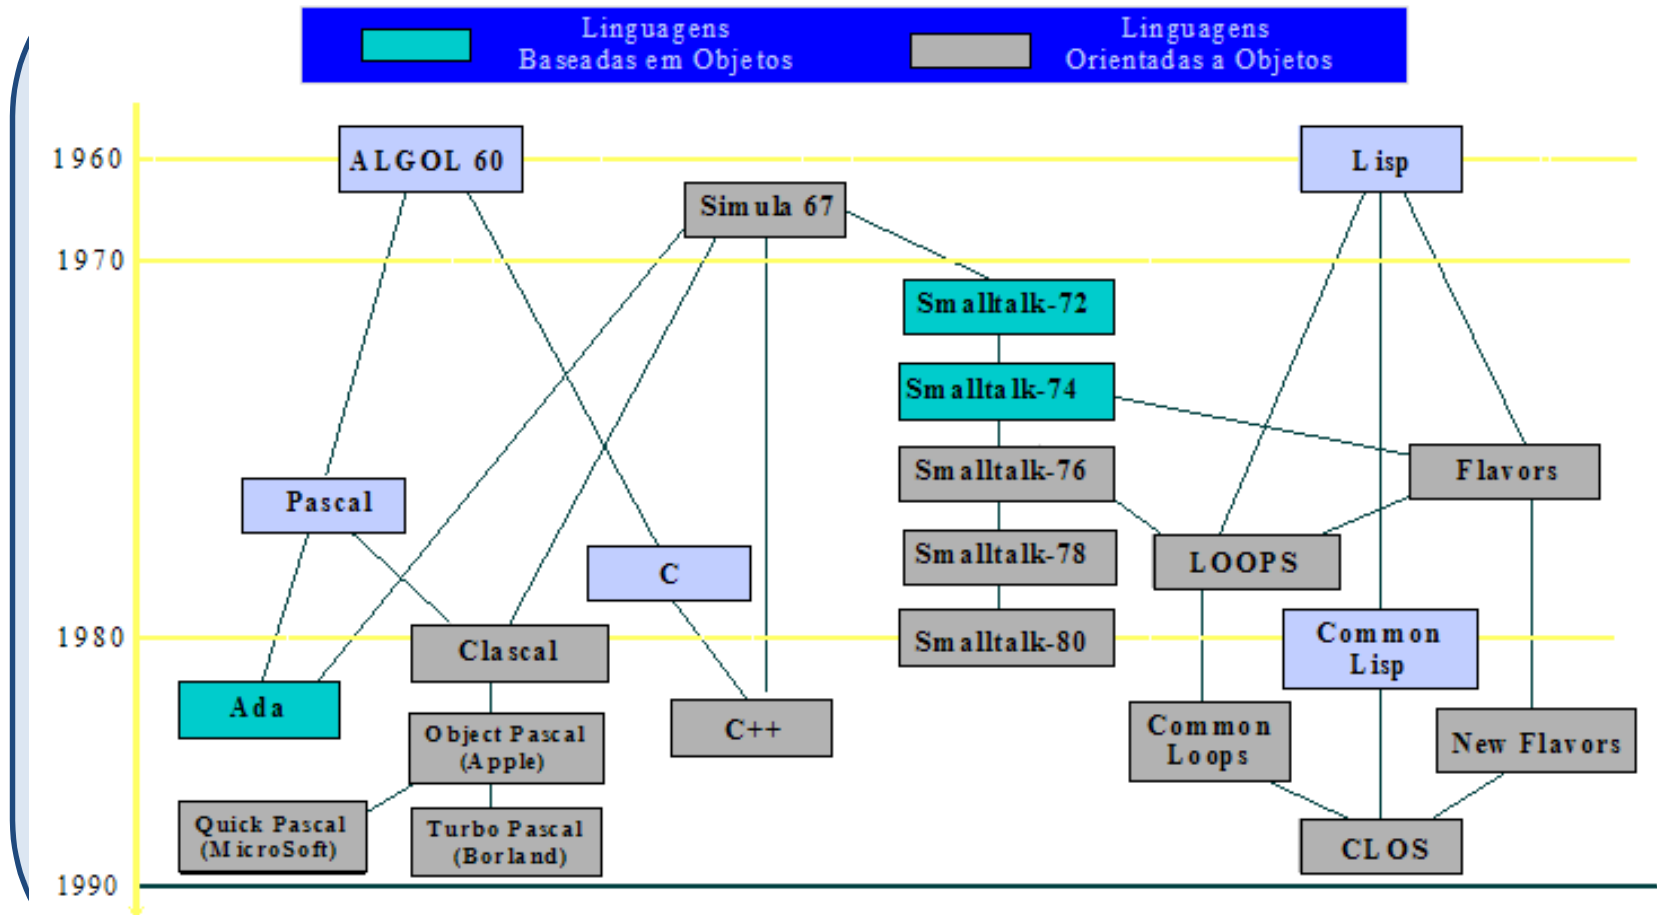 Linguagens
Baseadas em Objetos
Linguagens
Orientadas a Objetos
1960
ALGOL 60
Lisp
Simula 67
1970
Smalltalk-72
Smalltalk-74
Smalltalk-76
Flavors
Pascal
Smalltalk-78
LOOPS
C
1980
Clascal
Smalltalk-80
Common
Lisp
Ada
Object Pascal
(Apple)
C++
Common
Loops
New Flavors
Quick Pascal
(MicroSoft)
Turbo Pascal
(Borland)
CLOS
1990